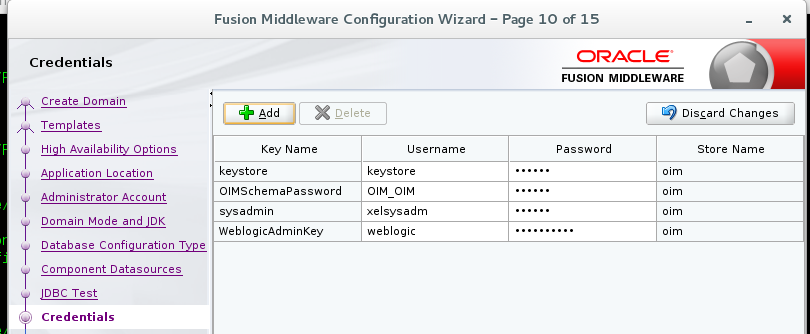 Fusion Middleware Configuration Wizard – Page 10 of 15
Credentials
ORACLE
FUSION MIDDLEWARE
Create Domain
Templates
High Availability Options
Application Location
Administrator Account
Domain Mode and JDK
Database Configuration Type
Component Datasources
JDBC Test
Credentials
Add Delete Discard Changes
Key Name Username Password Store Name
keystore keystore •••••• oim
OIMSchemaPassword OIM_OIM •••••• oim
sysadmin xelsysadm •••••• oim
WeblogicAdminKey weblogic •••••••••• oim